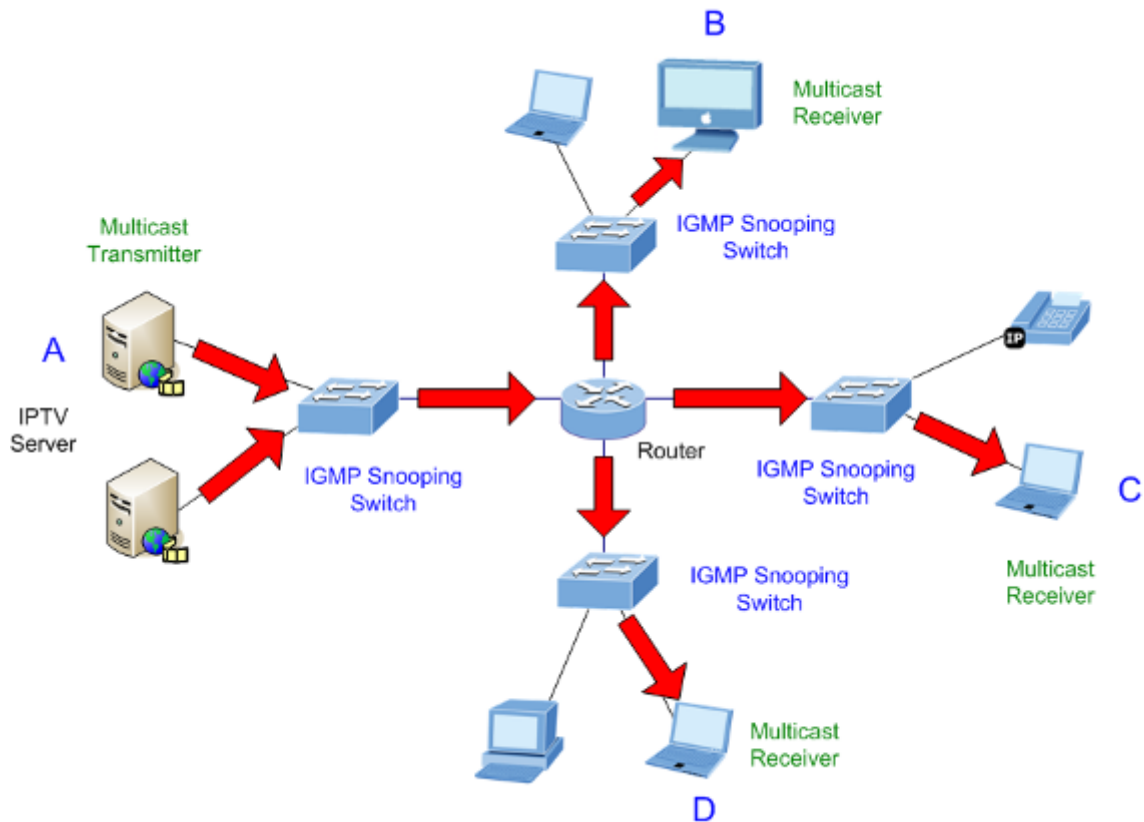 B
Multicast
Receiver
IGMP Snooping
Switch
Multicast
Transmitter
A
IPTV
Server
IGMP Snooping
Switch
Router
IP
IGMP Snooping
Switch
C
Multicast
Receiver
IGMP Snooping
Switch
Multicast
Receiver
D